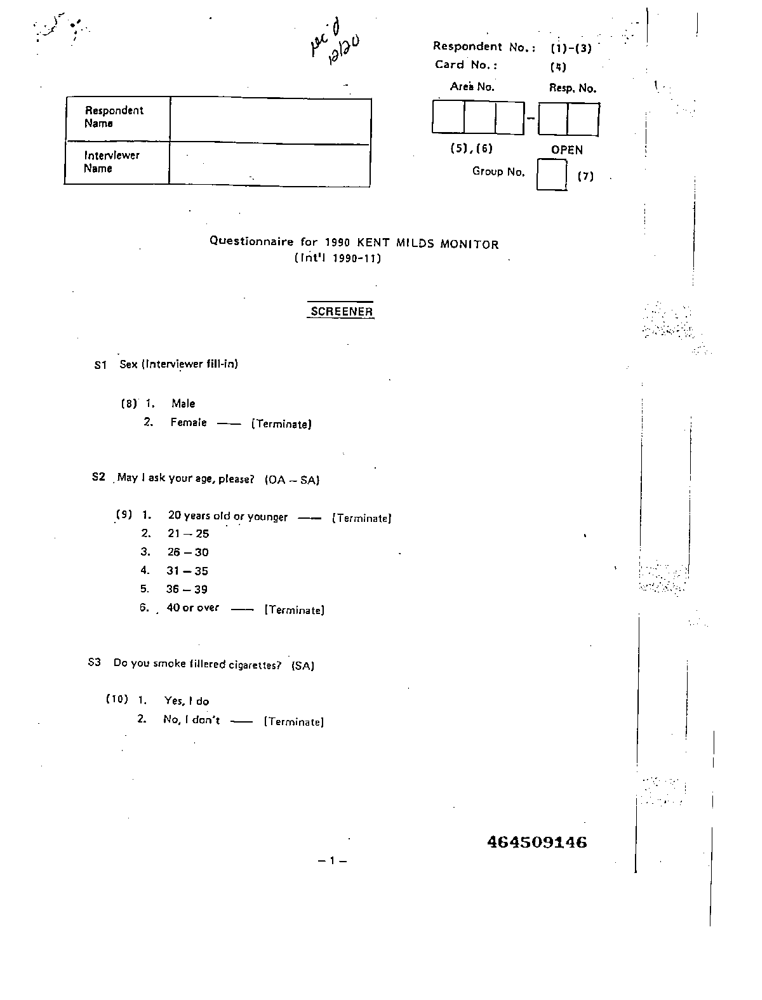 rec'd
12/20
Respondent No.: (1)-(3)
Card No.: (4)
Area No. Resp. No.
Respondent
Name
–
Interviewer
Name
(5),(6) OPEN
Group No. (7)
Questionnaire for 1990 KENT MILDS MONITOR
(Int'l 1990-11)
SCREENER
S1 Sex (Interviewer fill-in)
(8) 1. Male
2. Female —— [Terminate]
S2 May I ask your age, please? (OA – SA)
(9) 1. 20 years old or younger —— [Terminate]
2. 21 – 25
3. 26 – 30
4. 31 – 35
5. 36 – 39
6. 40 or over —— [Terminate]
S3 Do you smoke fillered cigarettes? (SA)
(10) 1. Yes, I do
2. No, I don't —— [Terminate]
464509146
– 1 –